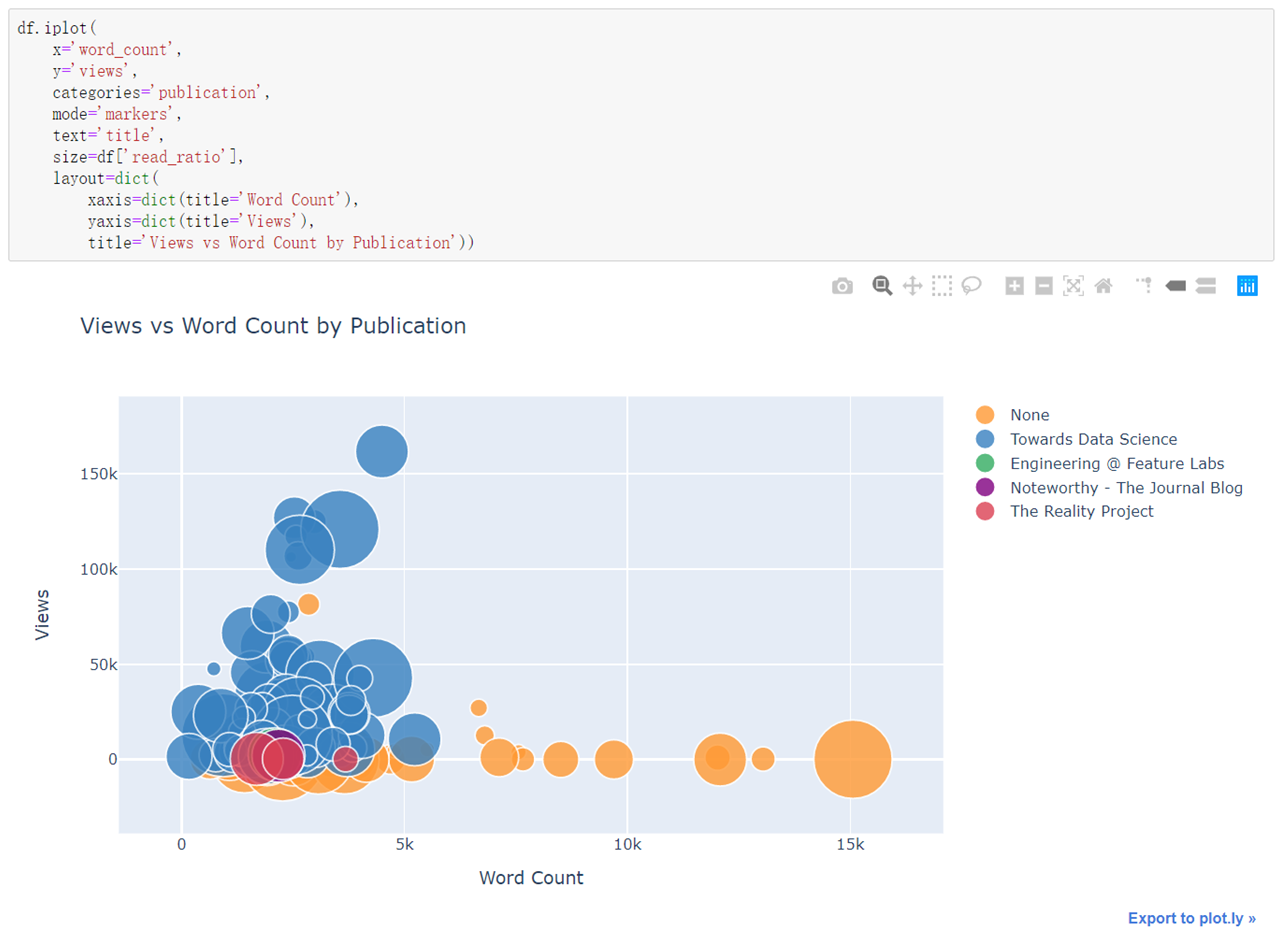 df.iplot(
    x='word_count',
    y='views',
    categories='publication',
    mode='markers',
    text='title',
    size=df['read_ratio'],
    layout=dict(
        xaxis=dict(title='Word Count'),
        yaxis=dict(title='Views'),
        title='Views vs Word Count by Publication'))
Views vs Word Count by Publication
None
Towards Data Science
Engineering @ Feature Labs
Noteworthy - The Journal Blog
The Reality Project
150k
100k
50k
0
Views
0 5k 10k 15k
Word Count
Export to plot.ly »